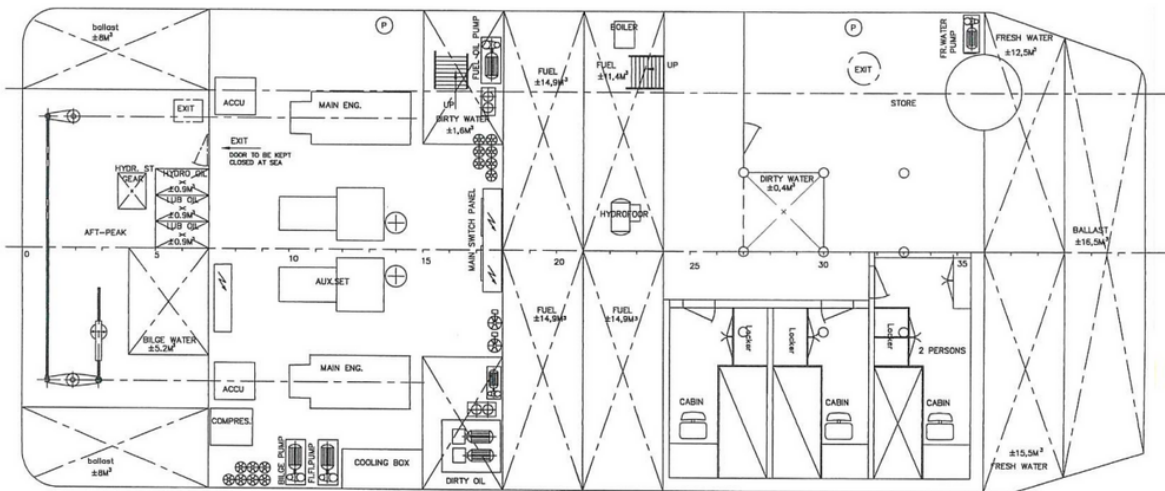 ballast
±8M³
P
BOILER
P
FUEL-OIL PUMP
FR.WATER
PUMP
FRESH WATER
±12,5M³
FUEL
±14,9M³
FUEL
±11,4M³
UP
EXIT
ACCU
MAIN ENG.
UP
STORE
EXIT
DIRTY WATER
±1,6M³
EXIT
DOOR TO BE KEPT
CLOSED AT SEA
HYDR. ST
GEAR
HYDRO OIL
±0.9M³
LUB OIL
±0.9M³
LUB OIL
±0.9M³
DIRTY WATER
±0,4M³
HYDROFOOR
MAIN SWITCH PANEL
AFT-PEAK
BALLAST
±16,5M³
0
5
10
15
20
25
30
35
AUX.SET
BILGE WATER
±5.2M³
FUEL
±14.9M³
FUEL
±14.9M³
Locker
Locker
Locker
2 PERSONS
MAIN ENG.
ACCU
CABIN
CABIN
CABIN
COMPRES.
BILGE PUMP
FI.FI.PUMP
COOLING BOX
DIRTY OIL
ballast
±8M³
±15,5M³
FRESH WATER